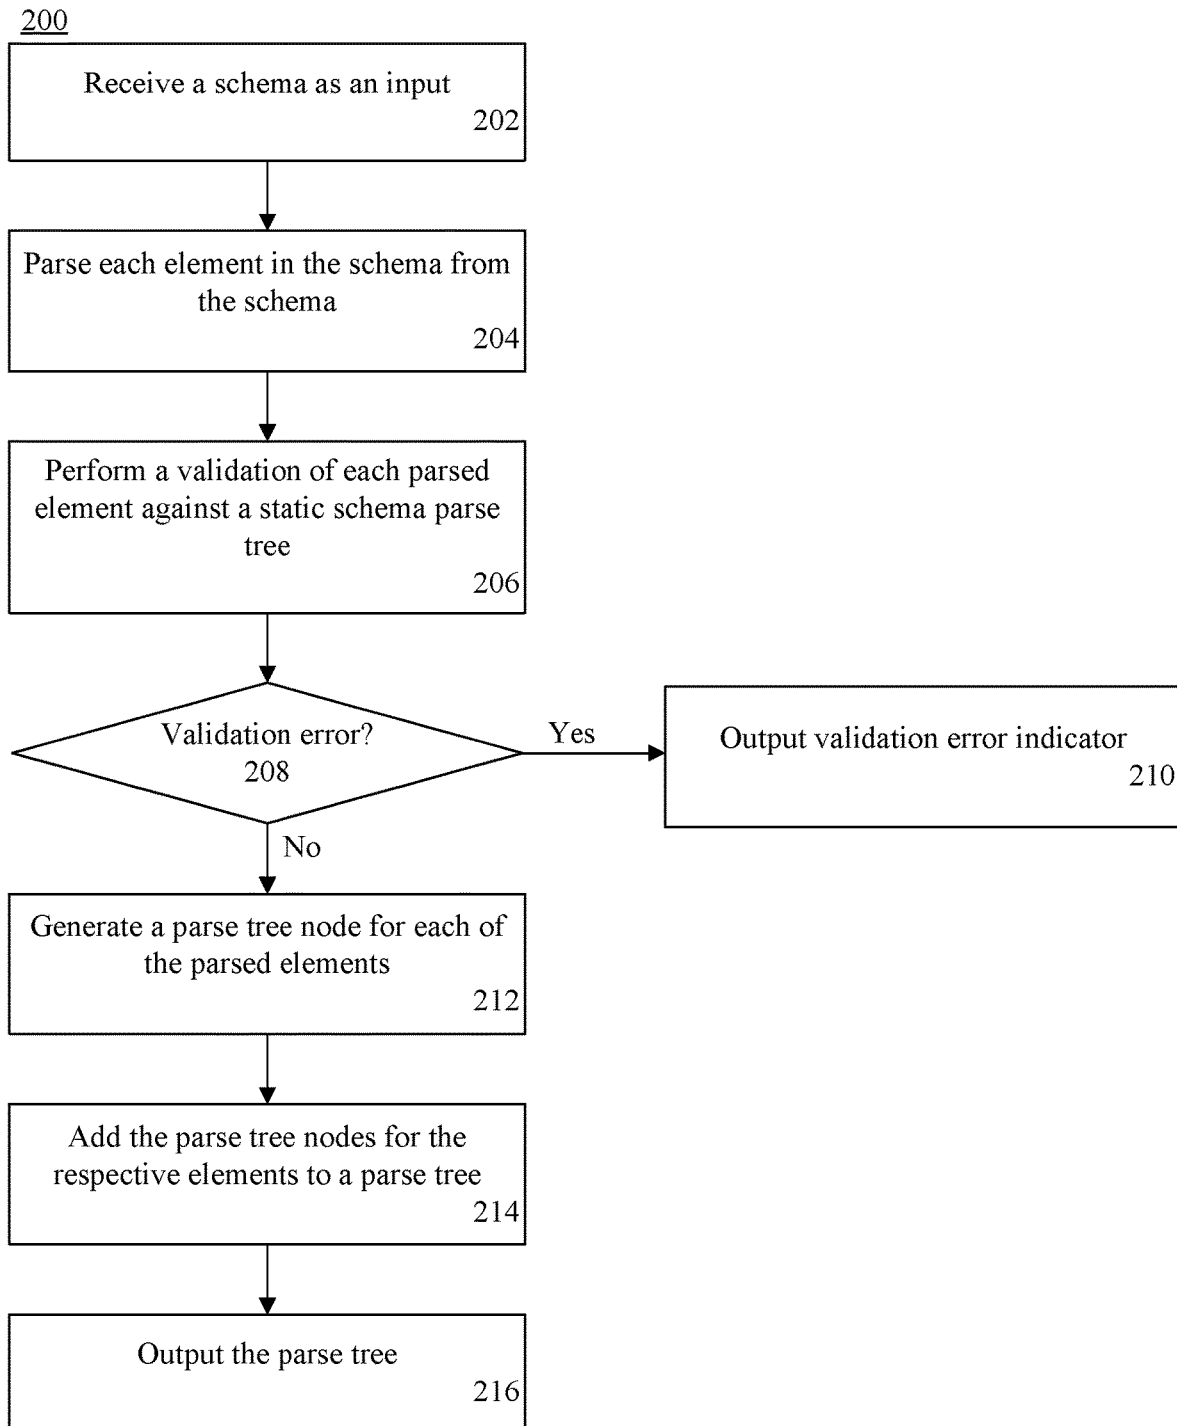 200
Receive a schema as an input
202
Parse each element in the schema from
the schema
204
Perform a validation of each parsed
element against a static schema parse
tree
206
Validation error?
208
Yes
Output validation error indicator
210
No
Generate a parse tree node for each of
the parsed elements
212
Add the parse tree nodes for the
respective elements to a parse tree
214
Output the parse tree
216